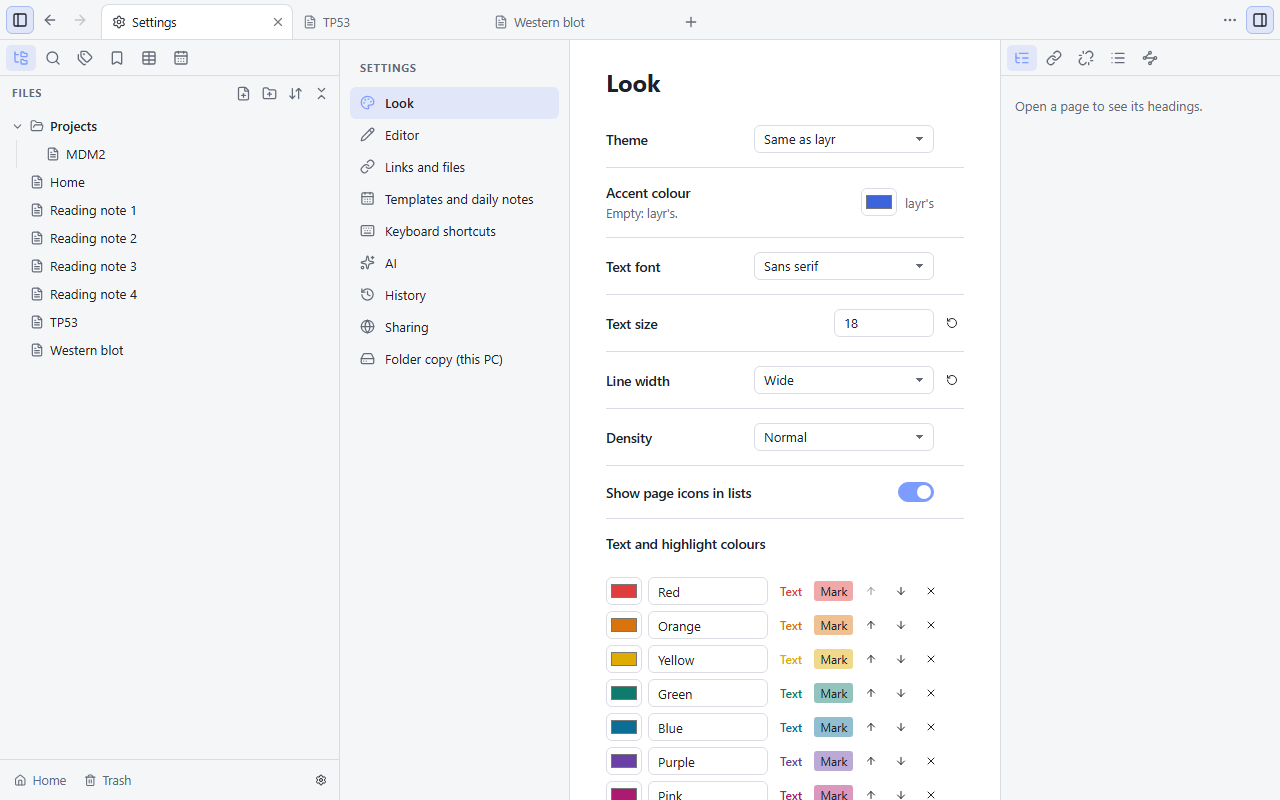 Settings
TP53
Western blot
FILES
Projects
MDM2
Home
Reading note 1
Reading note 2
Reading note 3
Reading note 4
TP53
Western blot
Home
Trash
SETTINGS
Look
Editor
Links and files
Templates and daily notes
Keyboard shortcuts
AI
History
Sharing
Folder copy (this PC)
Look
Theme Same as layr
Accent colour
Empty: layr's.
layr's
Text font Sans serif
Text size 18
Line width Wide
Density Normal
Show page icons in lists
Text and highlight colours
Red Text Mark
Orange Text Mark
Yellow Text Mark
Green Text Mark
Blue Text Mark
Purple Text Mark
Pink Text Mark
Open a page to see its headings.